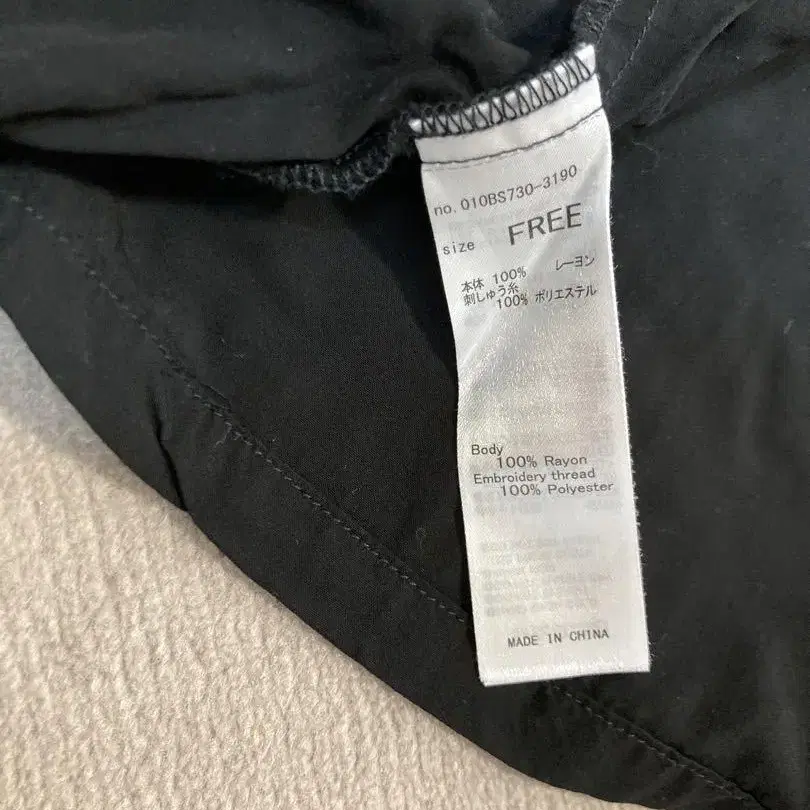 no. 010BS730-3190
size FREE
本体 100% レーヨン
刺しゅう糸
100% ポリエステル
Body
100% Rayon
Embroidery thread
100% Polyester
MADE IN CHINA